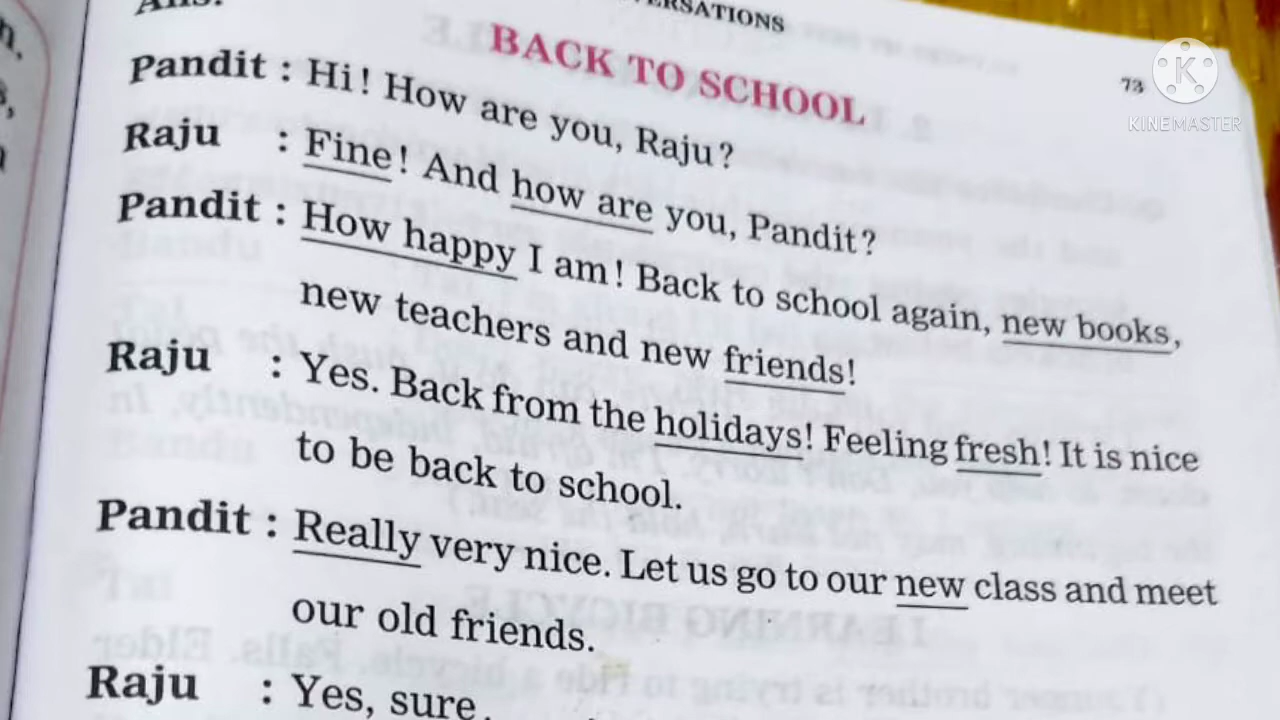 Ans.
BACK TO SCHOOL
73
KINEMASTER
Pandit : Hi! How are you, Raju?
Raju : Fine! And how are you, Pandit?
Pandit : How happy I am! Back to school again, new books,
new teachers and new friends!
Raju : Yes. Back from the holidays! Feeling fresh! It is nice
to be back to school.
Pandit : Really very nice. Let us go to our new class and meet
our old friends.
Raju : Yes, sure.